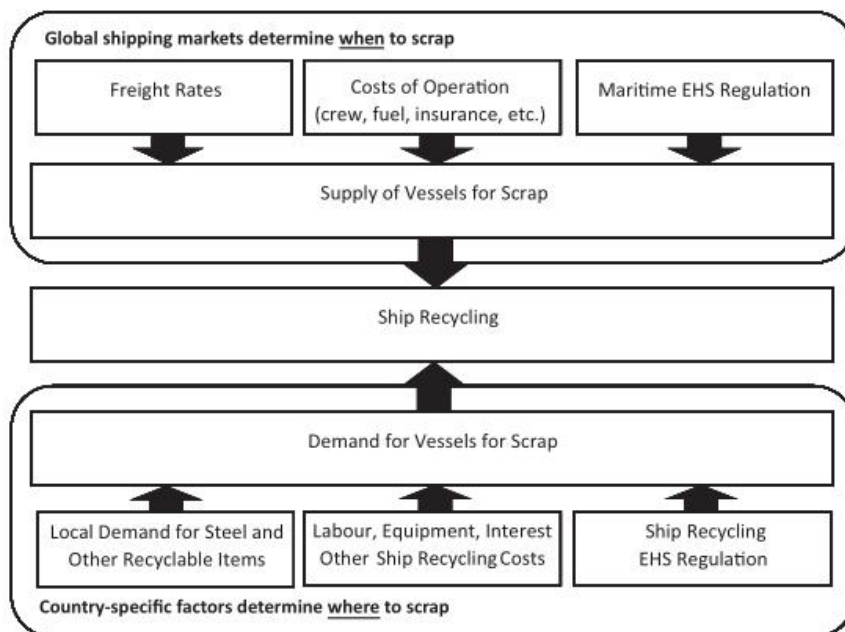 Global shipping markets determine when to scrap
Freight Rates
Costs of Operation
(crew, fuel, insurance, etc.)
Maritime EHS Regulation
Supply of Vessels for Scrap
Ship Recycling
Demand for Vessels for Scrap
Local Demand for Steel and
Other Recyclable Items
Labour, Equipment, Interest
Other Ship Recycling Costs
Ship Recycling
EHS Regulation
Country-specific factors determine where to scrap